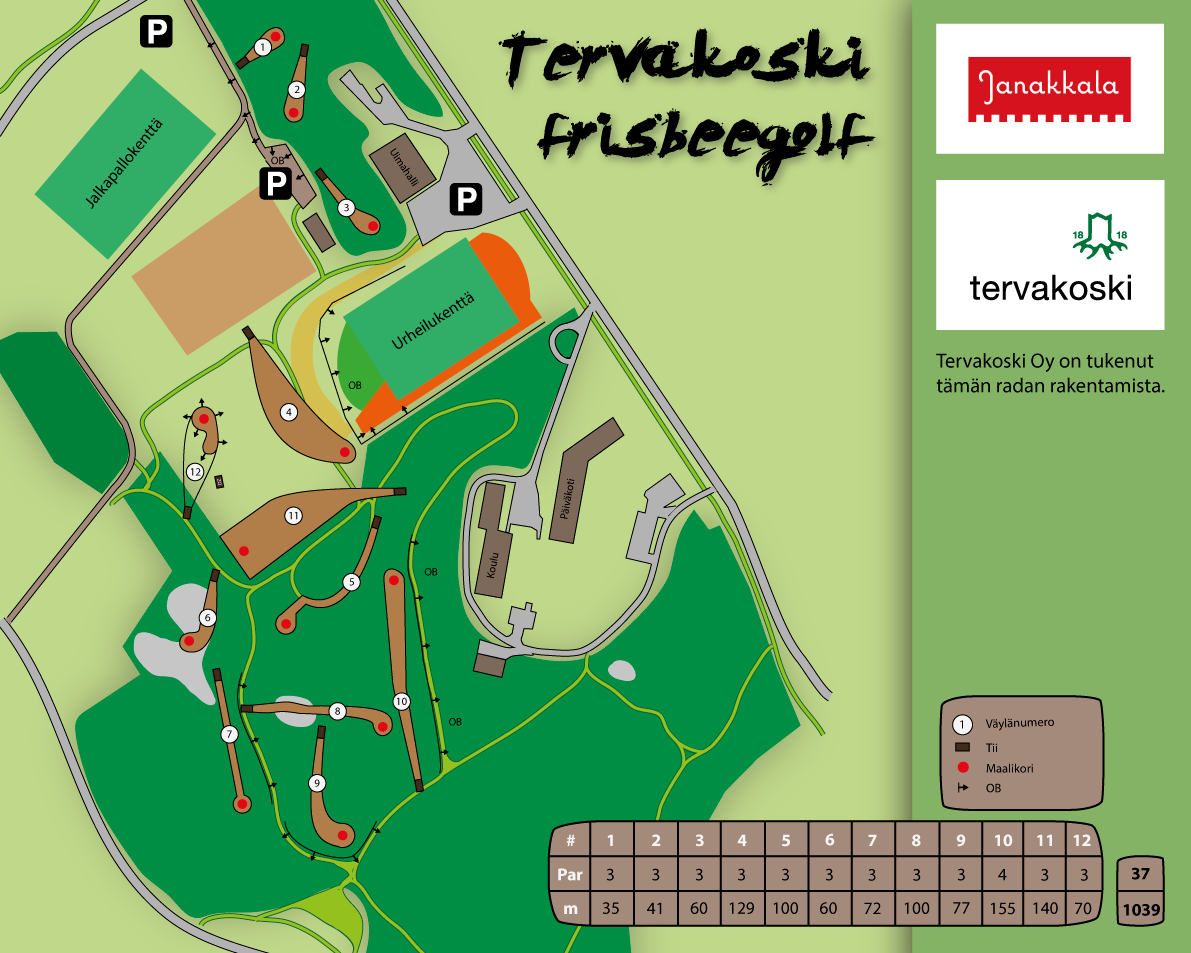 Tervakoski
frisbeegolf
P
P
P
Jalkapallokenttä
Uimahalli
Urheilukenttä
OB
OB
OB
OB
Päiväkoti
Koulu
1
2
3
4
5
6
7
8
9
10
11
12
Janakkala
18 18
tervakoski
Tervakoski Oy on tukenut
tämän radan rakentamista.
1 Väylänumero
Tii
Maalikori
OB
# 1 2 3 4 5 6 7 8 9 10 11 12
Par 3 3 3 3 3 3 3 3 3 4 3 3 37
m 35 41 60 129 100 60 72 100 77 155 140 70 1039